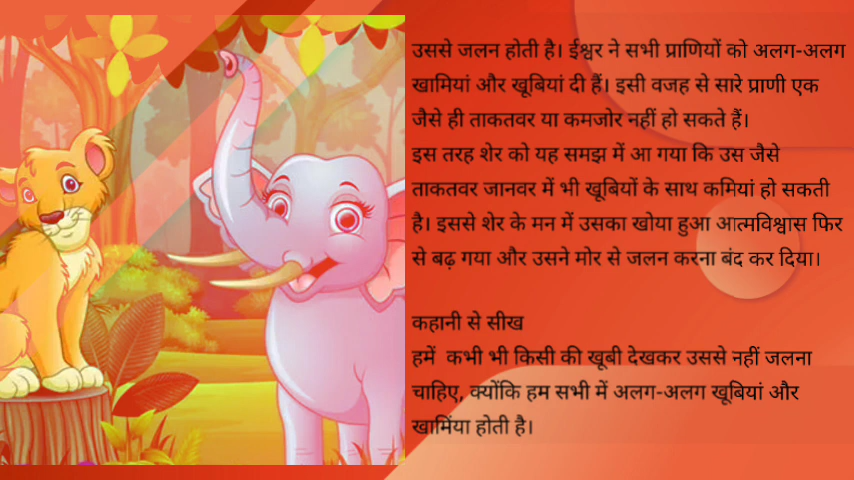 उससे जलन होती है। ईश्वर ने सभी प्राणियों को अलग-अलग
खामियां और खूबियां दी हैं। इसी वजह से सारे प्राणी एक
जैसे ही ताकतवर या कमजोर नहीं हो सकते हैं।
इस तरह शेर को यह समझ में आ गया कि उस जैसे
ताकतवर जानवर में भी खूबियों के साथ कमियां हो सकती
है। इससे शेर के मन में उसका खोया हुआ आत्मविश्वास फिर
से बढ़ गया और उसने मोर से जलन करना बंद कर दिया।
कहानी से सीख
हमें कभी भी किसी की खूबी देखकर उससे नहीं जलना
चाहिए, क्योंकि हम सभी में अलग-अलग खूबियां और
खामिंया होती है।